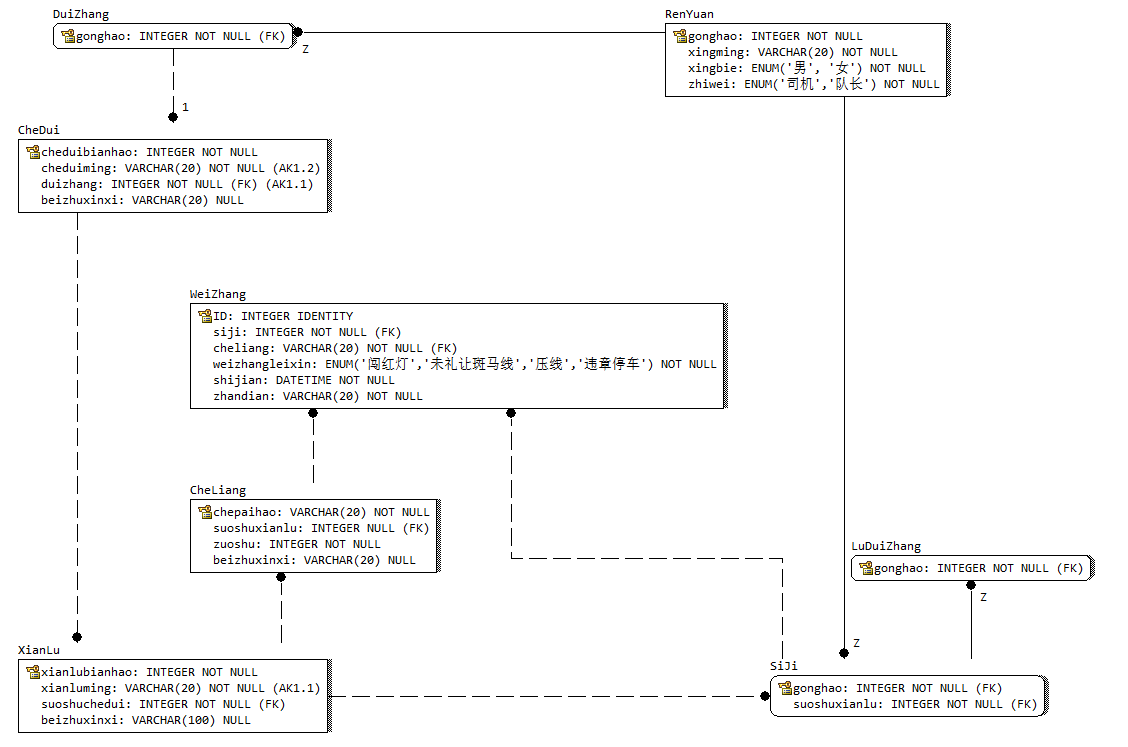 DuiZhang
gonghao: INTEGER NOT NULL (FK)
Z
RenYuan
gonghao: INTEGER NOT NULL
xingming: VARCHAR(20) NOT NULL
xingbie: ENUM('男', '女') NOT NULL
zhiwei: ENUM('司机','队长') NOT NULL
1
CheDui
cheduibianhao: INTEGER NOT NULL
cheduiming: VARCHAR(20) NOT NULL (AK1.2)
duizhang: INTEGER NOT NULL (FK) (AK1.1)
beizhuxinxi: VARCHAR(20) NULL
WeiZhang
ID: INTEGER IDENTITY
siji: INTEGER NOT NULL (FK)
cheliang: VARCHAR(20) NOT NULL (FK)
weizhangleixin: ENUM('闯红灯','未礼让斑马线','压线','违章停车') NOT NULL
shijian: DATETIME NOT NULL
zhandian: VARCHAR(20) NOT NULL
CheLiang
chepaihao: VARCHAR(20) NOT NULL
suoshuxianlu: INTEGER NULL (FK)
zuoshu: INTEGER NOT NULL
beizhuxinxi: VARCHAR(20) NULL
LuDuiZhang
gonghao: INTEGER NOT NULL (FK)
Z
XianLu
xianlubianhao: INTEGER NOT NULL
xianluming: VARCHAR(20) NOT NULL (AK1.1)
suoshuchedui: INTEGER NOT NULL (FK)
beizhuxinxi: VARCHAR(100) NULL
Z
SiJi
gonghao: INTEGER NOT NULL (FK)
suoshuxianlu: INTEGER NOT NULL (FK)